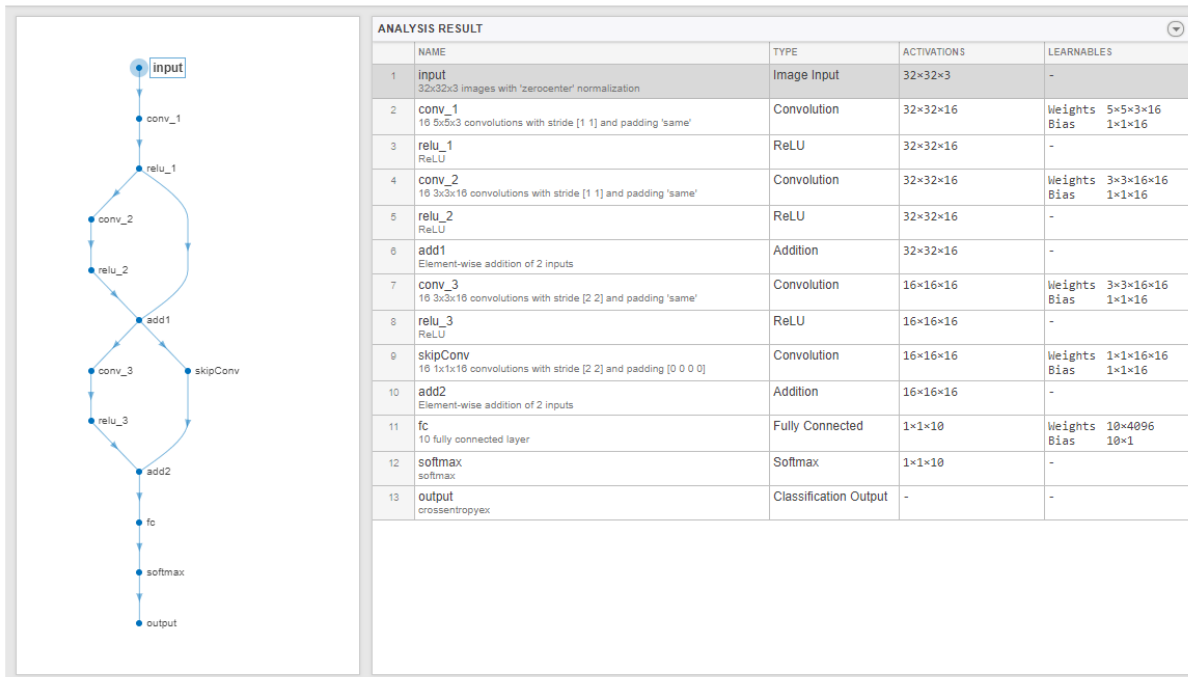 input
conv_1
relu_1
conv_2
relu_2
add1
conv_3
skipConv
relu_3
add2
fc
softmax
output
ANALYSIS RESULT
NAME TYPE ACTIVATIONS LEARNABLES
1 input Image Input 32×32×3 -
32x32x3 images with 'zerocenter' normalization
2 conv_1 Convolution 32×32×16 Weights 5×5×3×16
16 5x5x3 convolutions with stride [1 1] and padding 'same' Bias 1×1×16
3 relu_1 ReLU 32×32×16 -
ReLU
4 conv_2 Convolution 32×32×16 Weights 3×3×16×16
16 3x3x16 convolutions with stride [1 1] and padding 'same' Bias 1×1×16
5 relu_2 ReLU 32×32×16 -
ReLU
6 add1 Addition 32×32×16 -
Element-wise addition of 2 inputs
7 conv_3 Convolution 16×16×16 Weights 3×3×16×16
16 3x3x16 convolutions with stride [2 2] and padding 'same' Bias 1×1×16
8 relu_3 ReLU 16×16×16 -
ReLU
9 skipConv Convolution 16×16×16 Weights 1×1×16×16
16 1x1x16 convolutions with stride [2 2] and padding [0 0 0 0] Bias 1×1×16
10 add2 Addition 16×16×16 -
Element-wise addition of 2 inputs
11 fc Fully Connected 1×1×10 Weights 10×4096
10 fully connected layer Bias 10×1
12 softmax Softmax 1×1×10 -
softmax
13 output Classification Output - -
crossentropyex